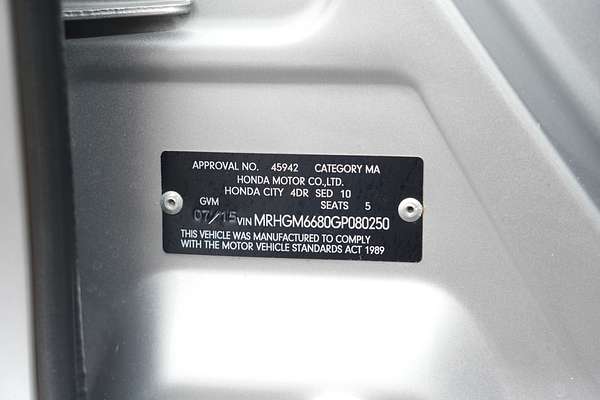 APPROVAL NO. 45942 CATEGORY MA
HONDA MOTOR CO.,LTD.
HONDA CITY 4DR SED 10
GVM SEATS 5
07/15 VIN MRHGM6680GP080250
THIS VEHICLE WAS MANUFACTURED TO COMPLY
WITH THE MOTOR VEHICLE STANDARDS ACT 1989